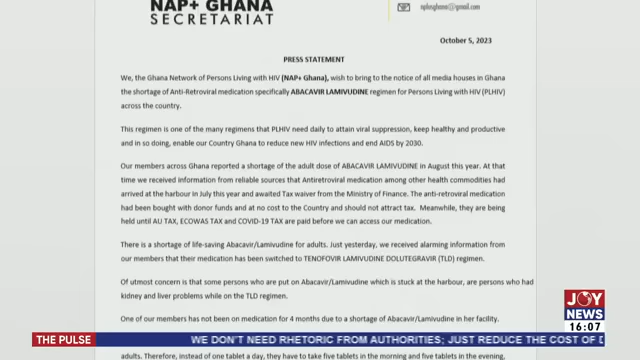 NAP+ GHANA
SECRETARIAT
nphosghana@gmail.com
October 5, 2023
PRESS STATEMENT
We, the Ghana Network of Persons Living with HIV (NAP+ Ghana), wish to bring to the notice of all media houses in Ghana
the shortage of Anti-Retroviral medication specifically ABACAVIR LAMIVUDINE regimen for Persons Living with HIV (PLHIV)
across the country.
This regimen is one of the many regimens that PLHIV need daily to attain viral suppression, keep healthy and productive
and in so doing, enable our Country Ghana to reduce new HIV infections and end AIDS by 2030.
Our members across Ghana reported a shortage of the adult dose of ABACAVIR LAMIVUDINE in August this year. At that
time we received information from reliable sources that Antiretroviral medication among other health commodities had
arrived at the harbour in July this year and awaited Tax waiver from the Ministry of Finance. The anti-retroviral medication
had been bought with donor funds and at no cost to the Country and should not attract tax. Meanwhile, they are being
held until AU TAX, ECOWAS TAX and COVID-19 TAX are paid before we can access our medication.
There is a shortage of life-saving Abacavir/Lamivudine for adults. Just yesterday, we received alarming information from
our members that their medication has been switched to TENOFOVIR LAMIVUDINE DOLUTEGRAVIR (TLD) regimen.
Of utmost concern is that some persons who are put on Abacavir/Lamivudine which is stuck at the harbour, are persons who had
kidney and liver problems while on the TLD regimen.
One of our members has not been on medication for 4 months due to a shortage of Abacavir/Lamivudine in her facility.
JOY
NEWS
16:07
THE PULSE
WE DON'T NEED RHETORIC FROM AUTHORITIES; JUST REDUCE THE COST OF
adults. Therefore, instead of one tablet a day, they have to take five tablets in the morning and five tablets in the evening,